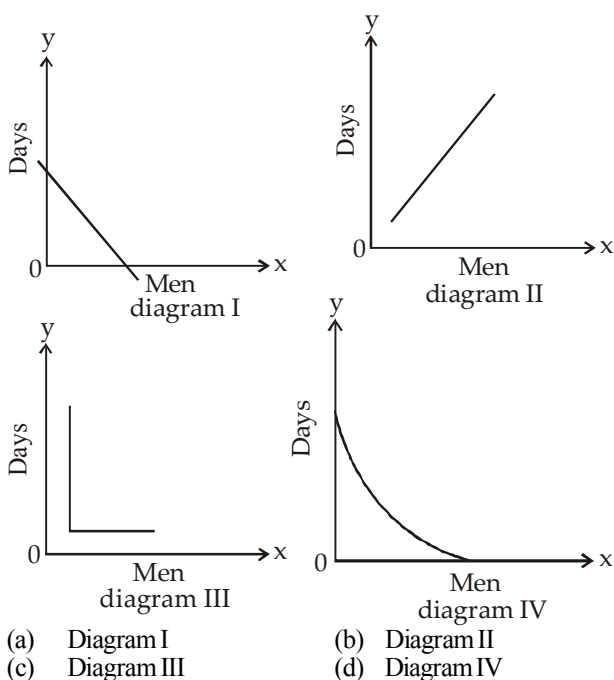 y
Days
0
x
Men
diagram I
y
Days
0
x
Men
diagram II
y
Days
0
x
Men
diagram III
y
Days
0
x
Men
diagram IV
(a) Diagram I (b) Diagram II
(c) Diagram III (d) Diagram IV